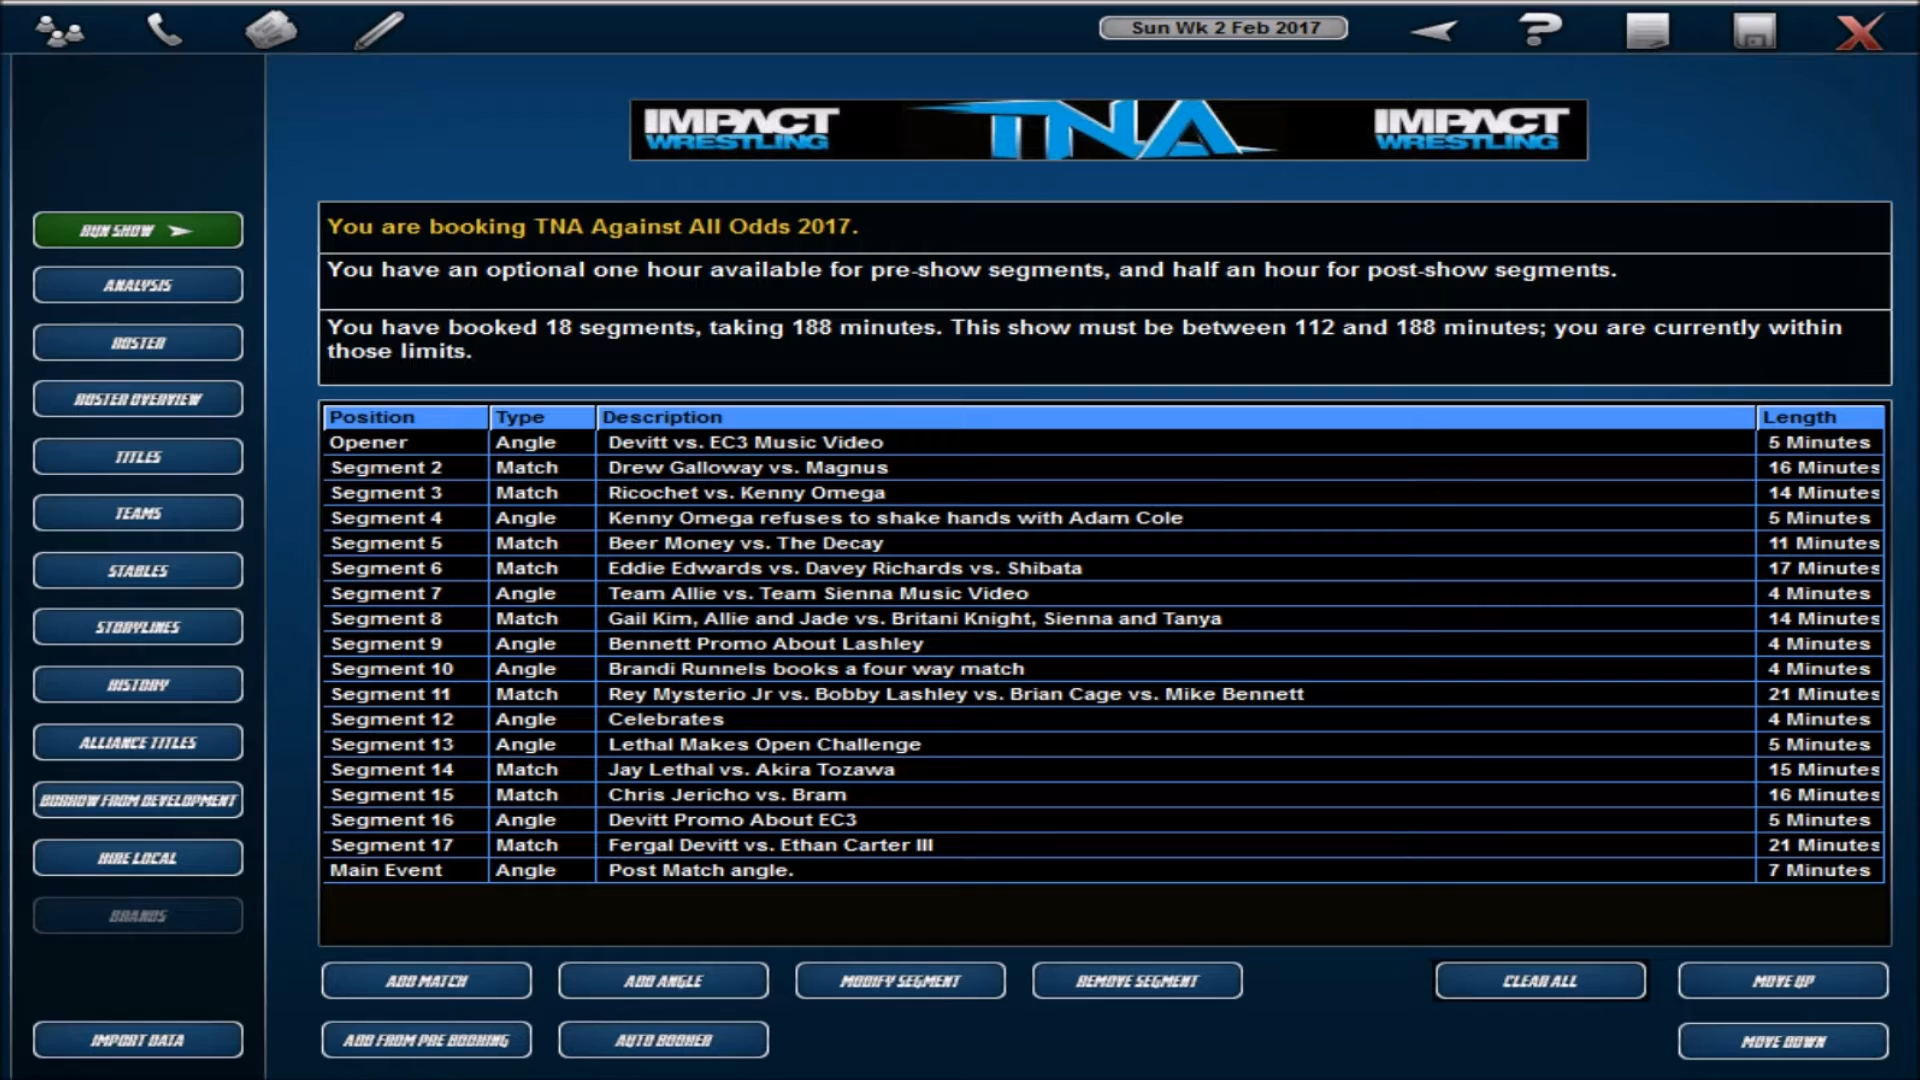 Sun Wk 2 Feb 2017
IMPACT WRESTLING TNA IMPACT WRESTLING
You are booking TNA Against All Odds 2017.
You have an optional one hour available for pre-show segments, and half an hour for post-show segments.
You have booked 18 segments, taking 188 minutes. This show must be between 112 and 188 minutes; you are currently within
those limits.
RUN SHOW
ANALYSIS
ROSTER
ROSTER OVERVIEW
TITLES
TEAMS
STABLES
STORYLINES
HISTORY
ALLIANCE TITLES
BORROW FROM DEVELOPMENT
HIRE LOCAL
BRANDS
IMPORT DATA
Position Type Description Length
Opener Angle Devitt vs. EC3 Music Video 5 Minutes
Segment 2 Match Drew Galloway vs. Magnus 16 Minutes
Segment 3 Match Ricochet vs. Kenny Omega 14 Minutes
Segment 4 Angle Kenny Omega refuses to shake hands with Adam Cole 5 Minutes
Segment 5 Match Beer Money vs. The Decay 11 Minutes
Segment 6 Match Eddie Edwards vs. Davey Richards vs. Shibata 17 Minutes
Segment 7 Angle Team Allie vs. Team Sienna Music Video 4 Minutes
Segment 8 Match Gail Kim, Allie and Jade vs. Britani Knight, Sienna and Tanya 14 Minutes
Segment 9 Angle Bennett Promo About Lashley 4 Minutes
Segment 10 Angle Brandi Runnels books a four way match 4 Minutes
Segment 11 Match Rey Mysterio Jr vs. Bobby Lashley vs. Brian Cage vs. Mike Bennett 21 Minutes
Segment 12 Angle Celebrates 4 Minutes
Segment 13 Angle Lethal Makes Open Challenge 5 Minutes
Segment 14 Match Jay Lethal vs. Akira Tozawa 15 Minutes
Segment 15 Match Chris Jericho vs. Bram 16 Minutes
Segment 16 Angle Devitt Promo About EC3 5 Minutes
Segment 17 Match Fergal Devitt vs. Ethan Carter III 21 Minutes
Main Event Angle Post Match angle. 7 Minutes
ADD MATCH ADD ANGLE MODIFY SEGMENT REMOVE SEGMENT CLEAR ALL MOVE UP
ADD FROM PRE BOOKING AUTO BOOKER MOVE DOWN